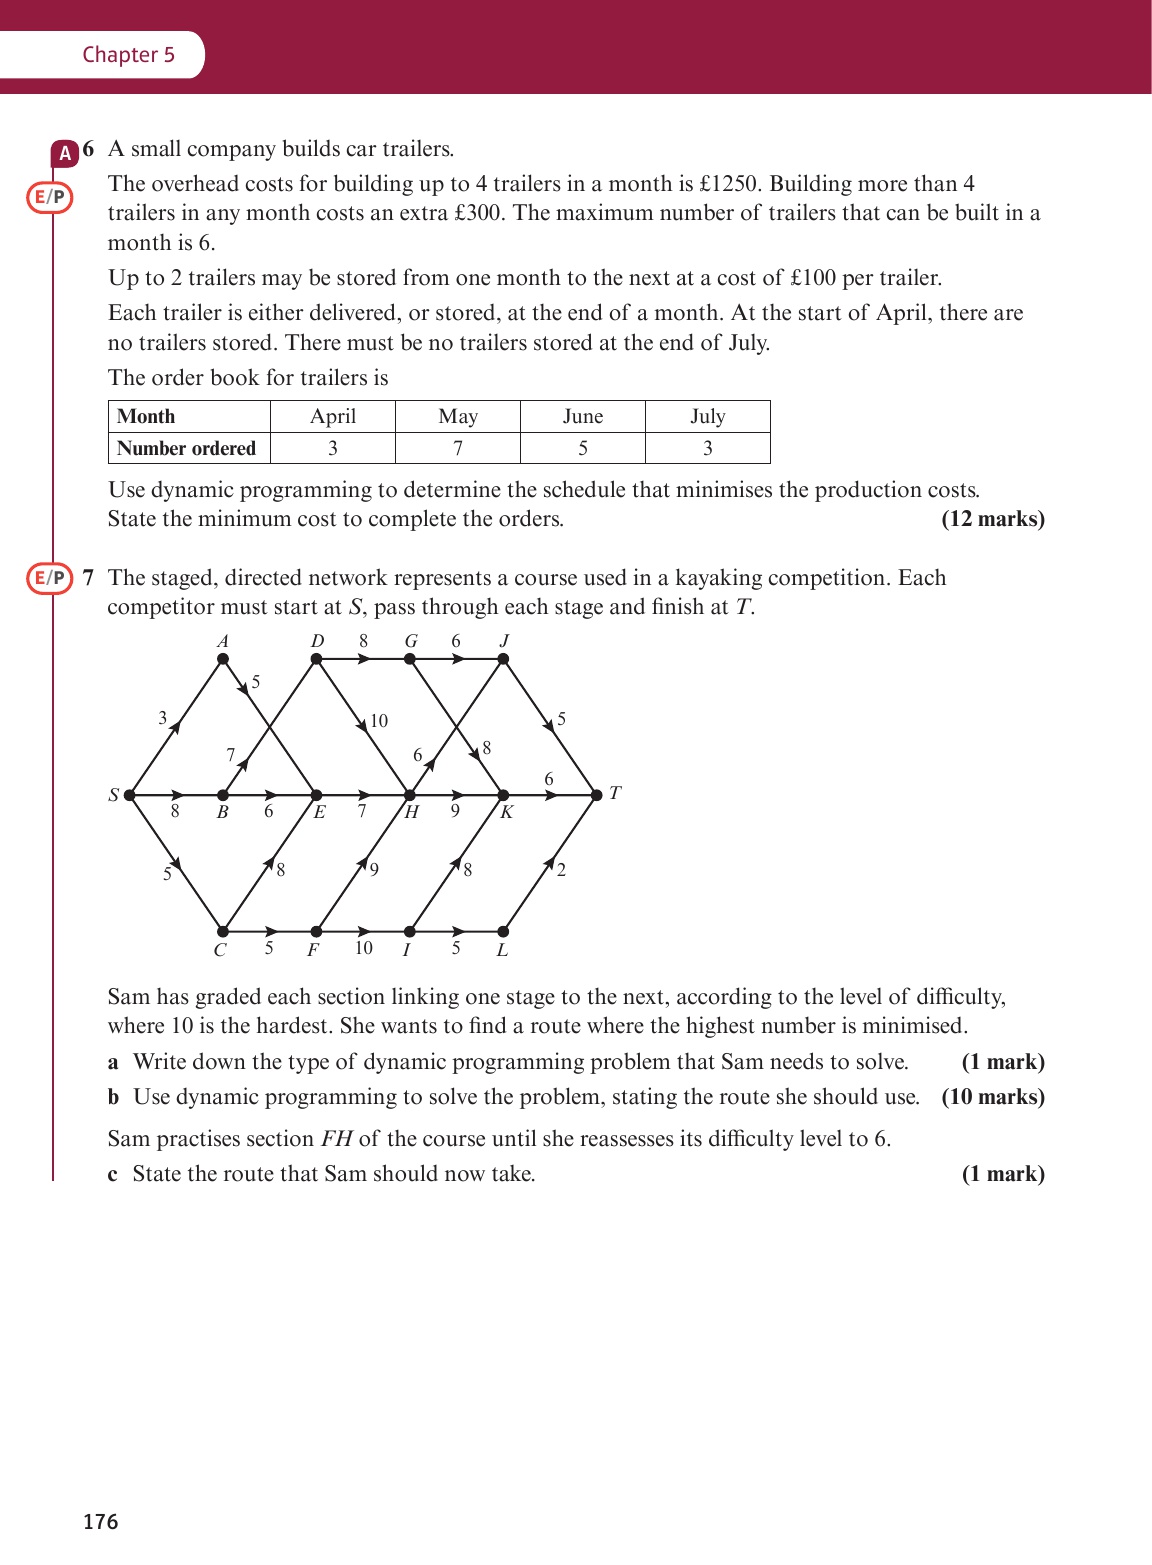 Chapter 5
A 6 A small company builds car trailers.
E/P
The overhead costs for building up to 4 trailers in a month is £1250. Building more than 4
trailers in any month costs an extra £300. The maximum number of trailers that can be built in a
month is 6.
Up to 2 trailers may be stored from one month to the next at a cost of £100 per trailer.
Each trailer is either delivered, or stored, at the end of a month. At the start of April, there are
no trailers stored. There must be no trailers stored at the end of July.
The order book for trailers is
Month April May June July
Number ordered 3 7 5 3
Use dynamic programming to determine the schedule that minimises the production costs.
State the minimum cost to complete the orders. (12 marks)
E/P 7 The staged, directed network represents a course used in a kayaking competition. Each
competitor must start at S, pass through each stage and finish at T.
A D 8 G 6 J
5
3 10 5
7 6 8
6
S T
8 B 6 E 7 H 9 K
5 8 9 8 2
C 5 F 10 I 5 L
Sam has graded each section linking one stage to the next, according to the level of difficulty,
where 10 is the hardest. She wants to find a route where the highest number is minimised.
a Write down the type of dynamic programming problem that Sam needs to solve. (1 mark)
b Use dynamic programming to solve the problem, stating the route she should use. (10 marks)
Sam practises section FH of the course until she reassesses its difficulty level to 6.
c State the route that Sam should now take. (1 mark)
176